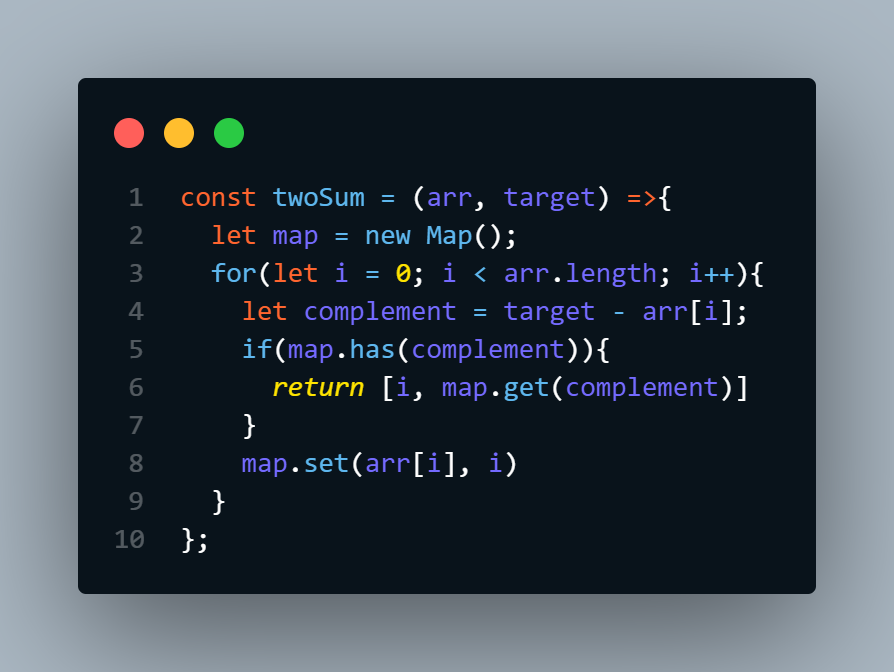 1 const twoSum = (arr, target) =>{
2   let map = new Map();
3   for(let i = 0; i < arr.length; i++){
4     let complement = target - arr[i];
5     if(map.has(complement)){
6       return [i, map.get(complement)]
7     }
8     map.set(arr[i], i)
9   }
10 };